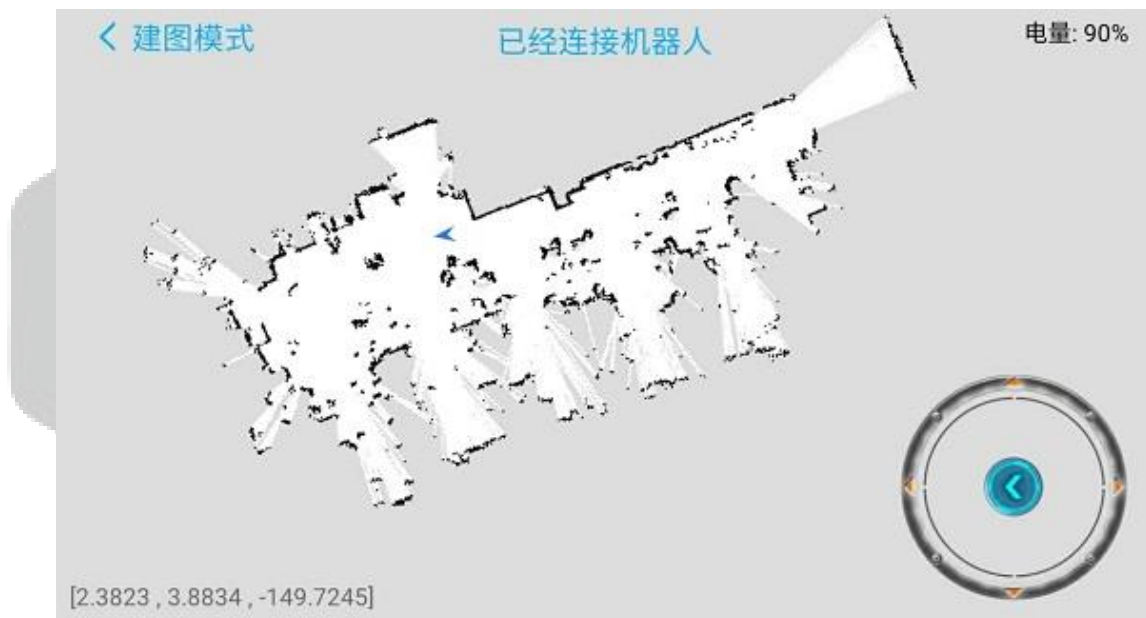 建图模式
已经连接机器人
电量: 90%
[2.3823 , 3.8834 , -149.7245]